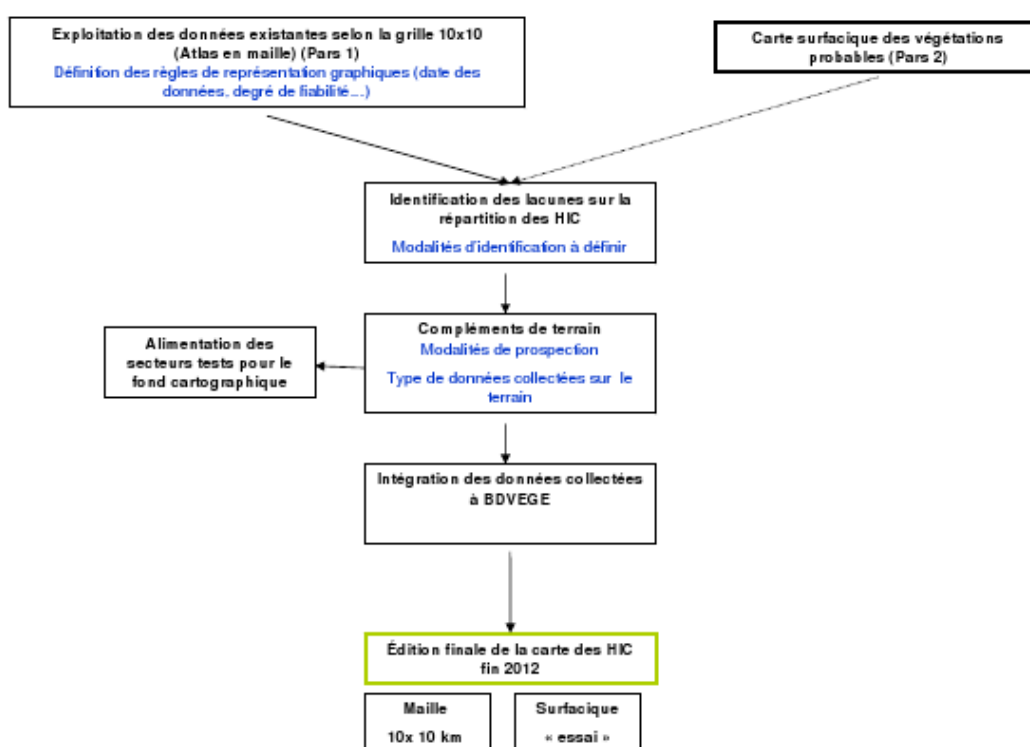 Exploitation des données existantes selon la grille 10x10
(Atlas en maille) (Pars 1)
Définition des règles de représentation graphiques (date des
données, degré de fiabilité...)
Carte surfacique des végétations
probables (Pars 2)
Identification des lacunes sur la
répartition des HIC
Modalités d'identification à définir
Compléments de terrain
Modalités de prospection
Type de données collectées sur le
terrain
Alimentation des
secteurs tests pour le
fond cartographique
Intégration des données collectées
à BDVEGE
Édition finale de la carte des HIC
fin 2012
Maille
10x 10 km
Surfacique
« essai »